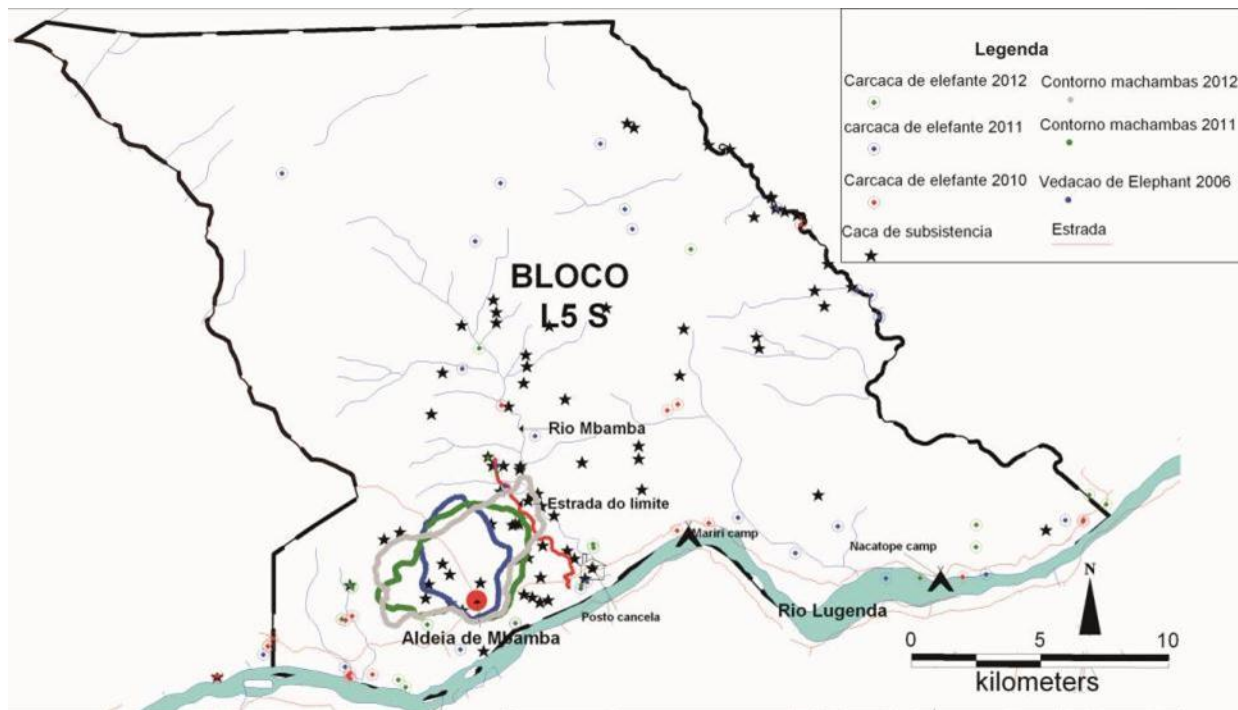 Legenda
Carcaca de elefante 2012
Contorno machambas 2012
carcaca de elefante 2011
Contorno machambas 2011
Carcaca de elefante 2010
Vedacao de Elephant 2006
Caca de subsistencia
Estrada
BLOCO
L5 S
Rio Mbamba
Estrada do limite
Mariri camp
Nacatope camp
N
Rio Lugenda
Posto cancela
Aldeia de Mbamba
0 5 10
kilometers